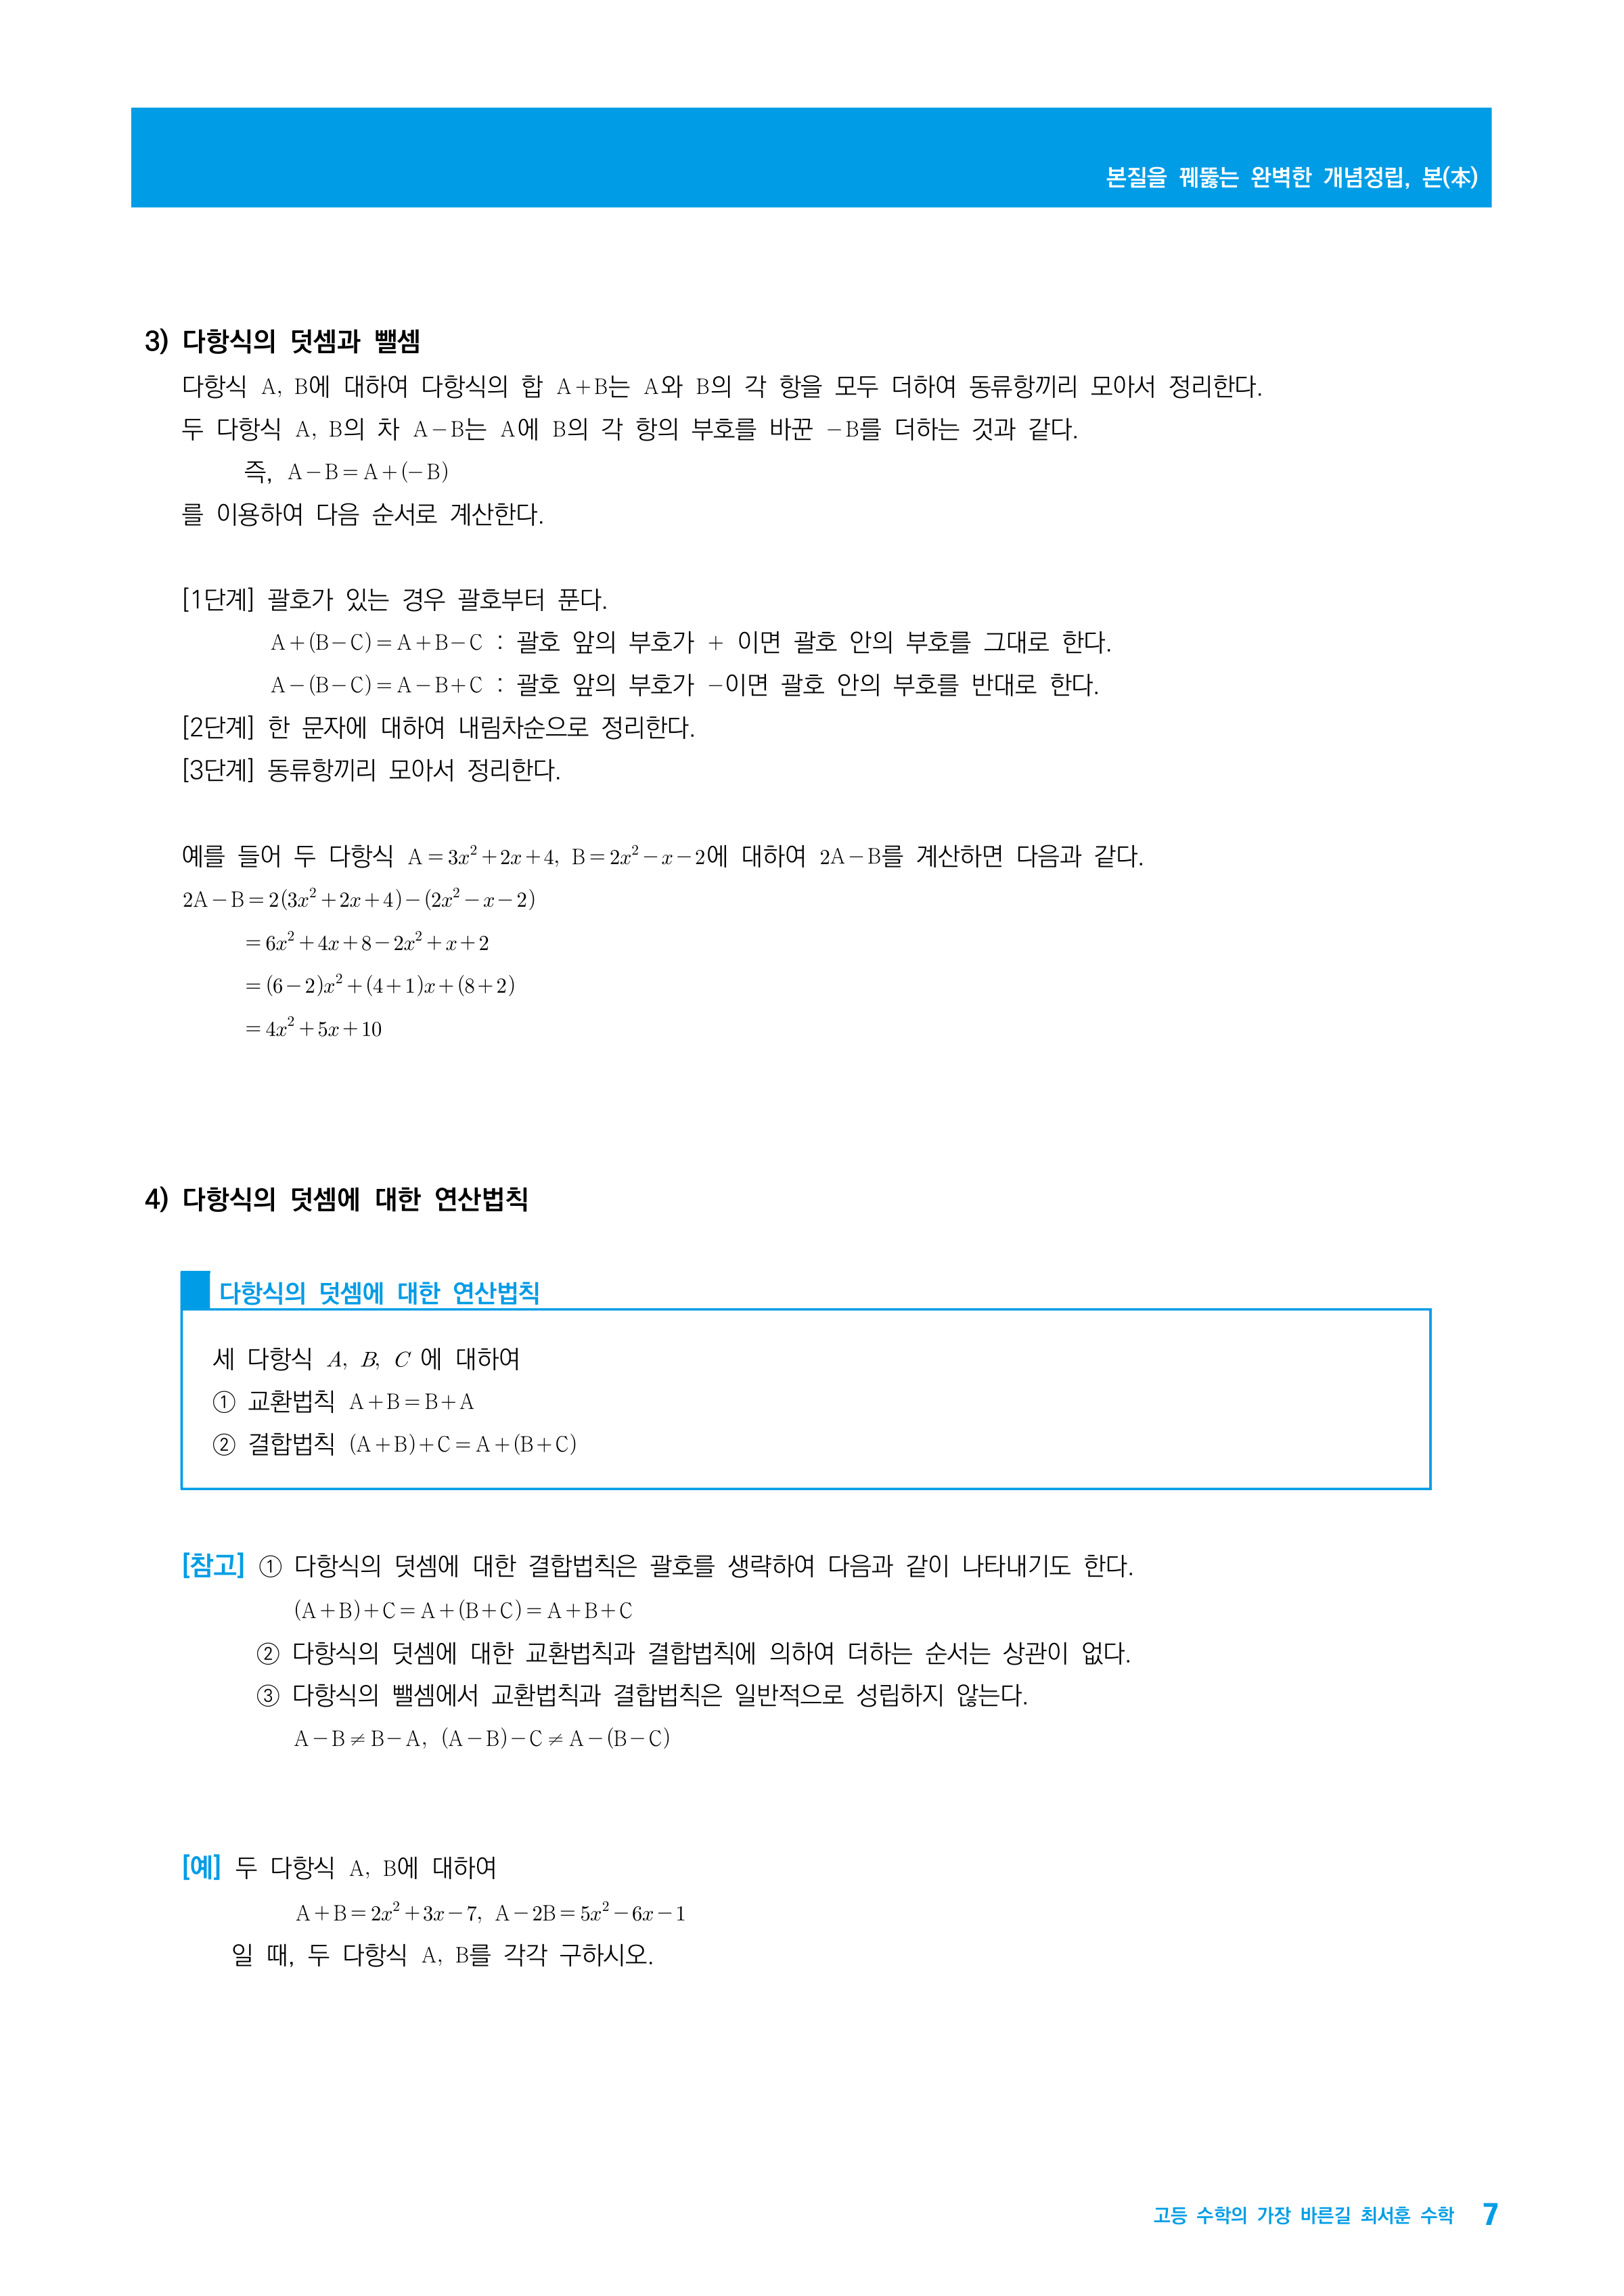 본질을 꿰뚫는 완벽한 개념정립, 본(本)
3) 다항식의 덧셈과 뺄셈
다항식 A, B에 대하여 다항식의 합 A+B는 A와 B의 각 항을 모두 더하여 동류항끼리 모아서 정리한다.
두 다항식 A, B의 차 A-B는 A에 B의 각 항의 부호를 바꾼 -B를 더하는 것과 같다.
즉, A-B=A+(-B)
를 이용하여 다음 순서로 계산한다.
[1단계] 괄호가 있는 경우 괄호부터 푼다.
A+(B-C)=A+B-C : 괄호 앞의 부호가 + 이면 괄호 안의 부호를 그대로 한다.
A-(B-C)=A-B+C : 괄호 앞의 부호가 -이면 괄호 안의 부호를 반대로 한다.
[2단계] 한 문자에 대하여 내림차순으로 정리한다.
[3단계] 동류항끼리 모아서 정리한다.
예를 들어 두 다항식 A=3x²+2x+4, B=2x²-x-2에 대하여 2A-B를 계산하면 다음과 같다.
2A-B=2(3x²+2x+4)-(2x²-x-2)
=6x²+4x+8-2x²+x+2
=(6-2)x²+(4+1)x+(8+2)
=4x²+5x+10
4) 다항식의 덧셈에 대한 연산법칙
다항식의 덧셈에 대한 연산법칙
세 다항식 A, B, C 에 대하여
① 교환법칙 A+B=B+A
② 결합법칙 (A+B)+C=A+(B+C)
[참고] ① 다항식의 덧셈에 대한 결합법칙은 괄호를 생략하여 다음과 같이 나타내기도 한다.
(A+B)+C=A+(B+C)=A+B+C
② 다항식의 덧셈에 대한 교환법칙과 결합법칙에 의하여 더하는 순서는 상관이 없다.
③ 다항식의 뺄셈에서 교환법칙과 결합법칙은 일반적으로 성립하지 않는다.
A-B≠B-A, (A-B)-C≠A-(B-C)
[예] 두 다항식 A, B에 대하여
A+B=2x²+3x-7, A-2B=5x²-6x-1
일 때, 두 다항식 A, B를 각각 구하시오.
고등 수학의 가장 바른길 최서훈 수학 7